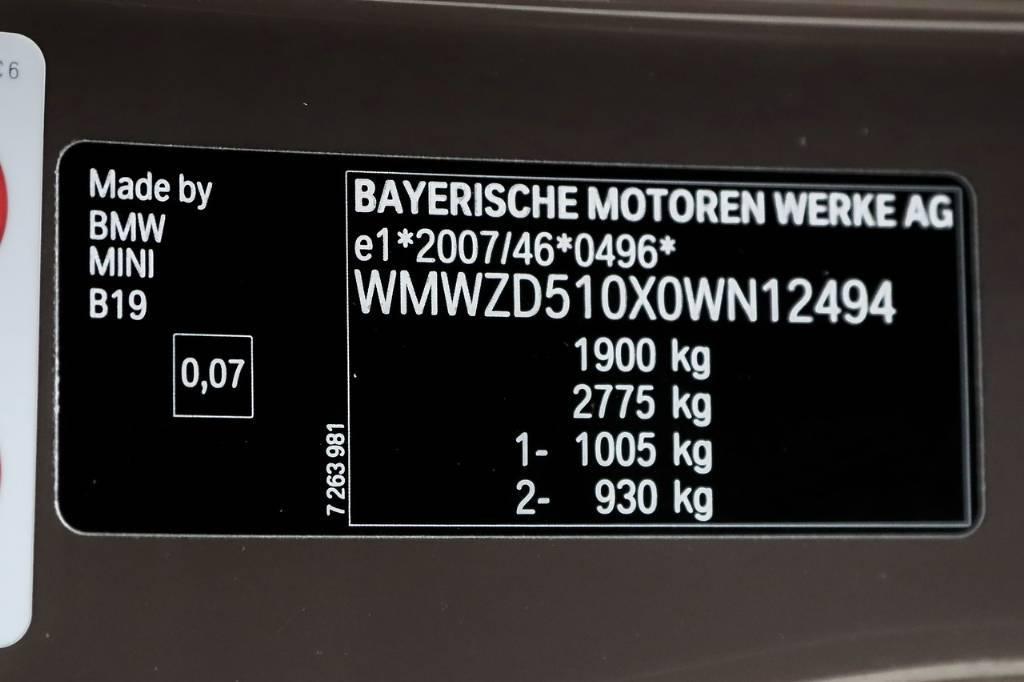 6
Made by
BMW
MINI
B19
0,07
7 263 981
BAYERISCHE MOTOREN WERKE AG
e1*2007/46*0496*
WMWZD510X0WN12494
1900 kg
2775 kg
1- 1005 kg
2- 930 kg